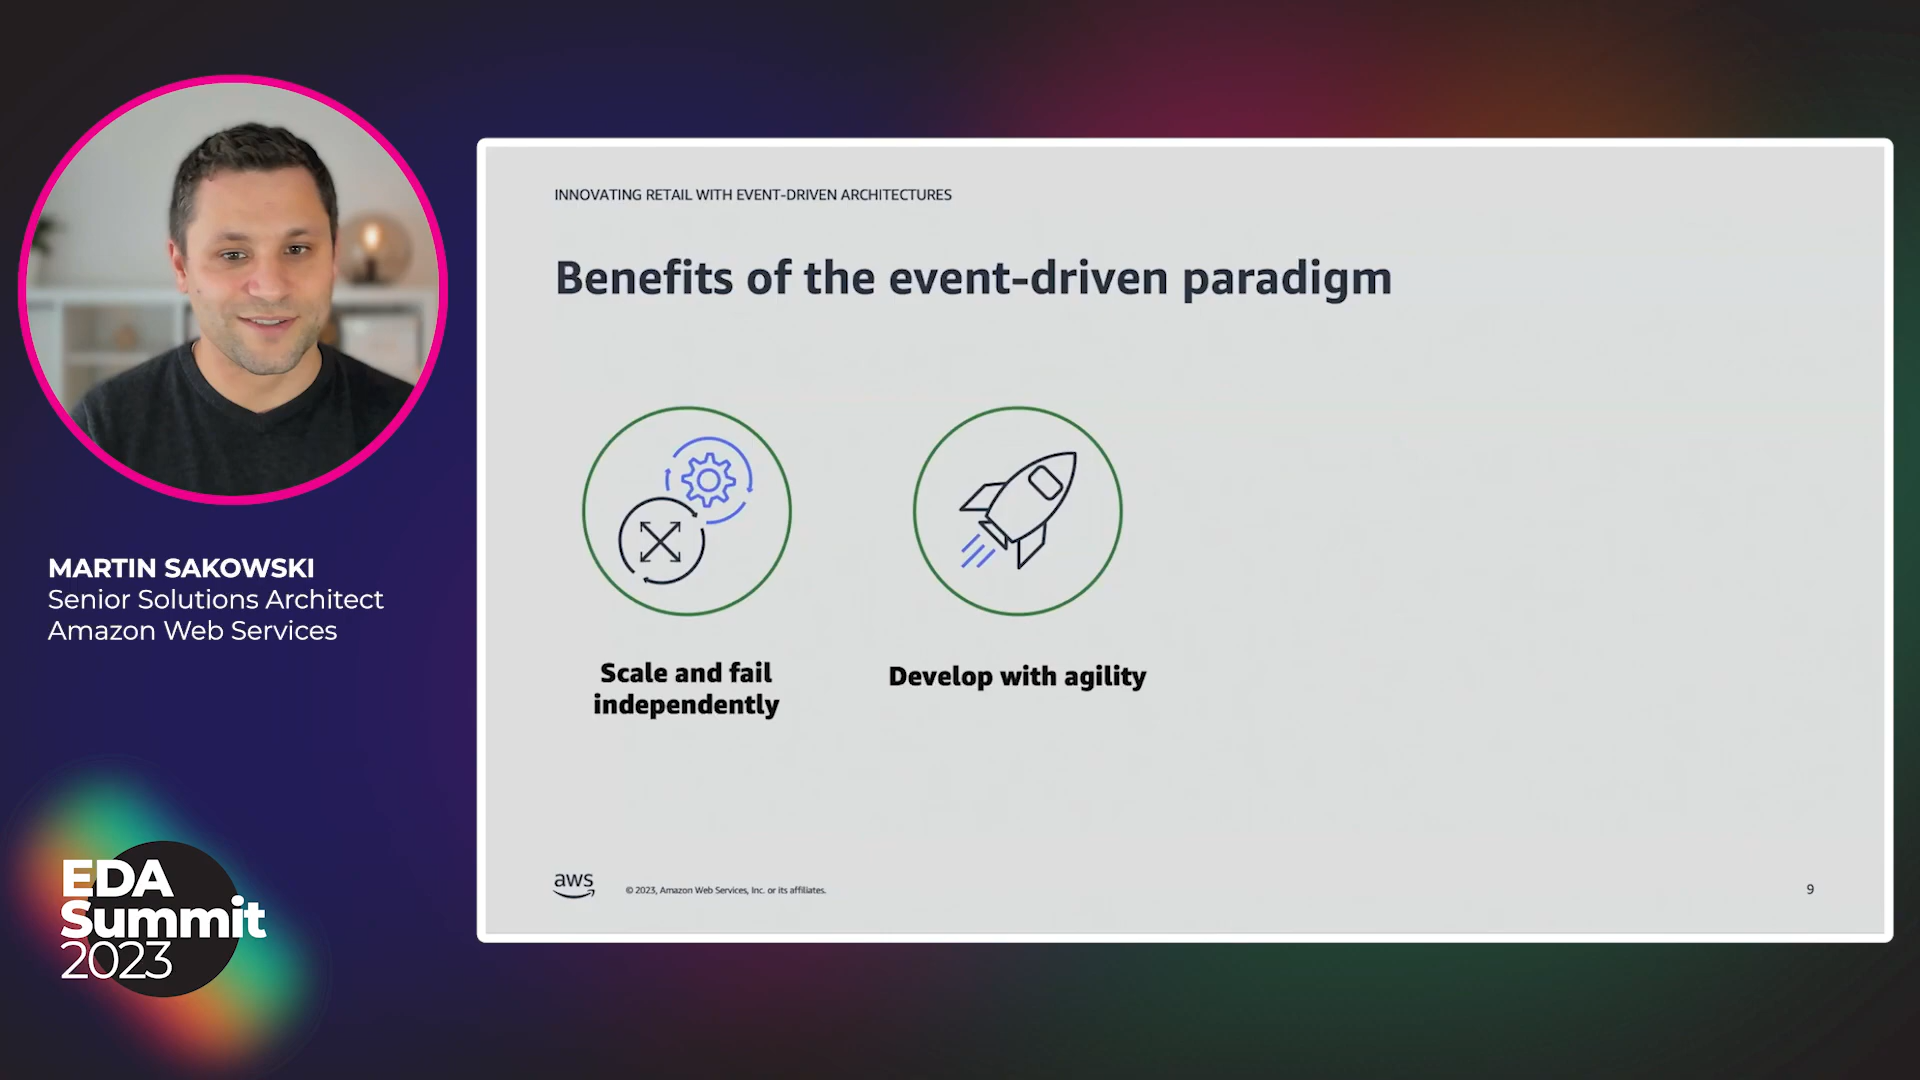 INNOVATING RETAIL WITH EVENT-DRIVEN ARCHITECTURES
Benefits of the event-driven paradigm
Scale and fail
independently
Develop with agility
aws
© 2023, Amazon Web Services, Inc. or its affiliates.
9
MARTIN SAKOWSKI
Senior Solutions Architect
Amazon Web Services
EDA
Summit
2023